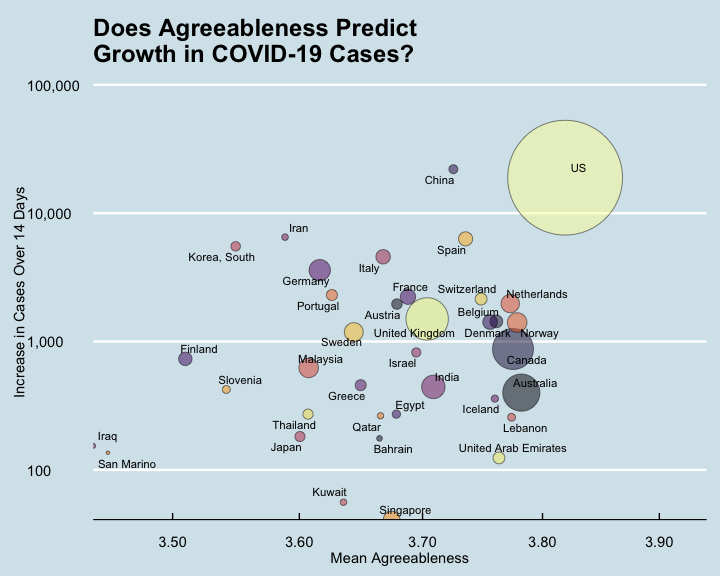 Does Agreeableness Predict
Growth in COVID-19 Cases?
100,000
US
China
10,000
Iran
Spain
Korea, South
Italy
Germany
France
Switzerland
Netherlands
Portugal
Austria
Belgium
United Kingdom
Denmark
Norway
1,000
Sweden
Finland
Malaysia
Israel
Canada
India
Australia
Slovenia
Greece
Egypt
Iceland
Thailand
Qatar
Lebanon
Iraq
Japan
Bahrain
United Arab Emirates
San Marino
100
Kuwait
Singapore
Increase in Cases Over 14 Days
3.50 3.60 3.70 3.80 3.90
Mean Agreeableness